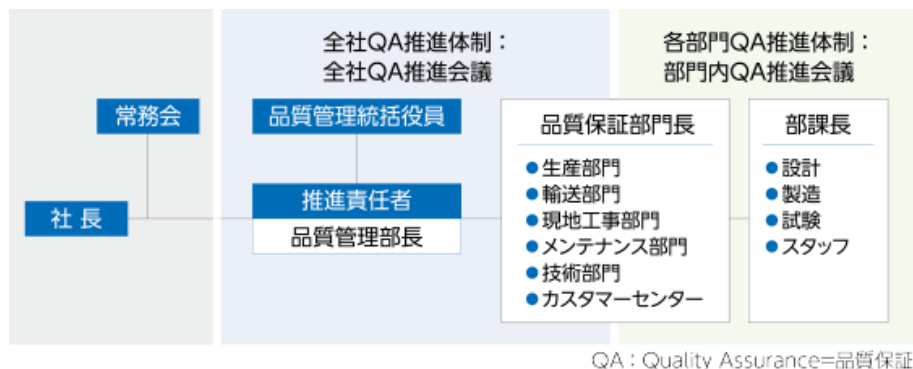 全社QA推進体制：
全社QA推進会議
各部門QA推進体制：
部門内QA推進会議
常務会
社長
品質管理統括役員
推進責任者
品質管理部長
品質保証部門長
●生産部門
●輸送部門
●現地工事部門
●メンテナンス部門
●技術部門
●カスタマーセンター
部課長
●設計
●製造
●試験
●スタッフ
QA：Quality Assurance=品質保証